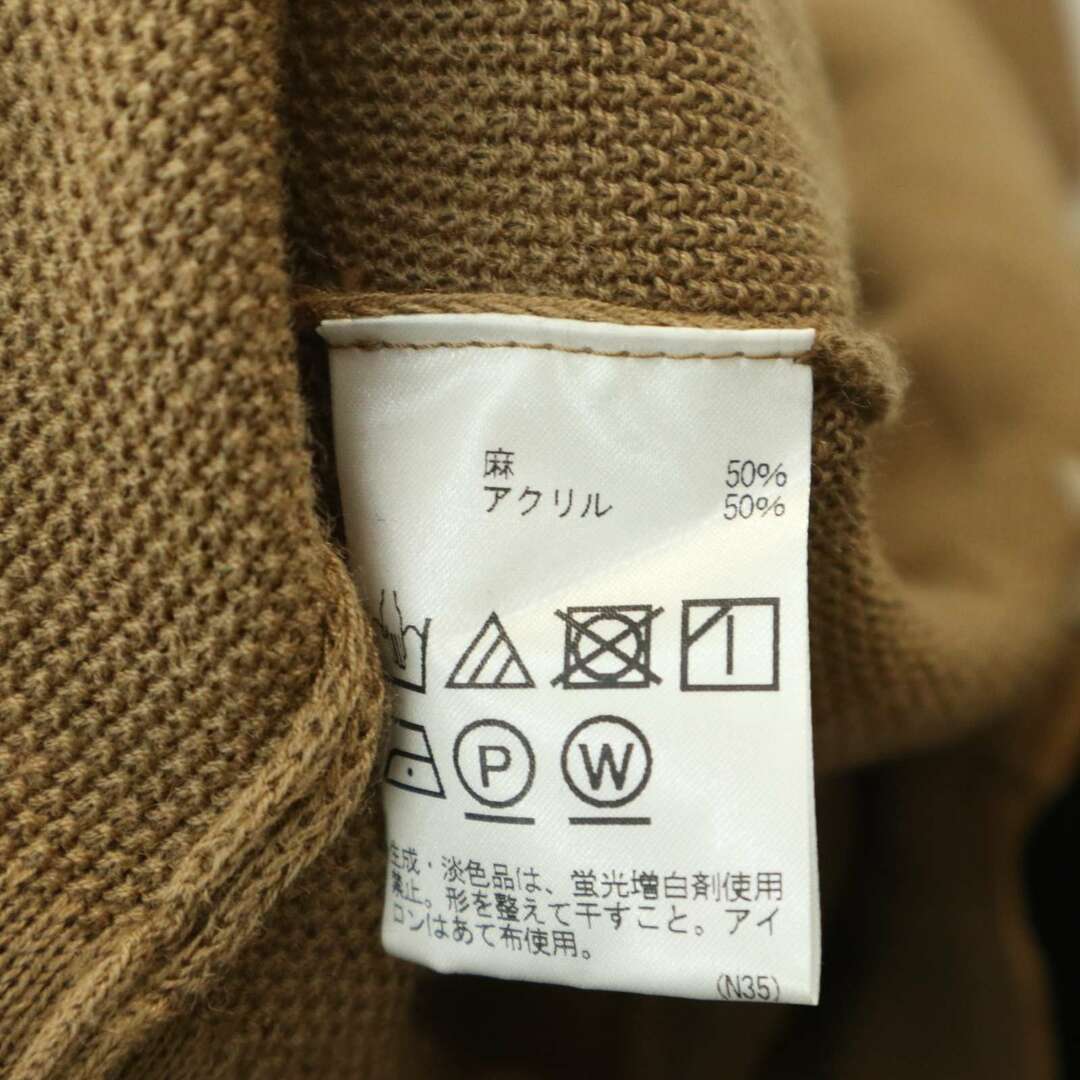 麻 50%
アクリル 50%
P W
生成・淡色品は、蛍光増白剤使用
禁止。形を整えて干すこと。アイ
ロンはあて布使用。
(N35)